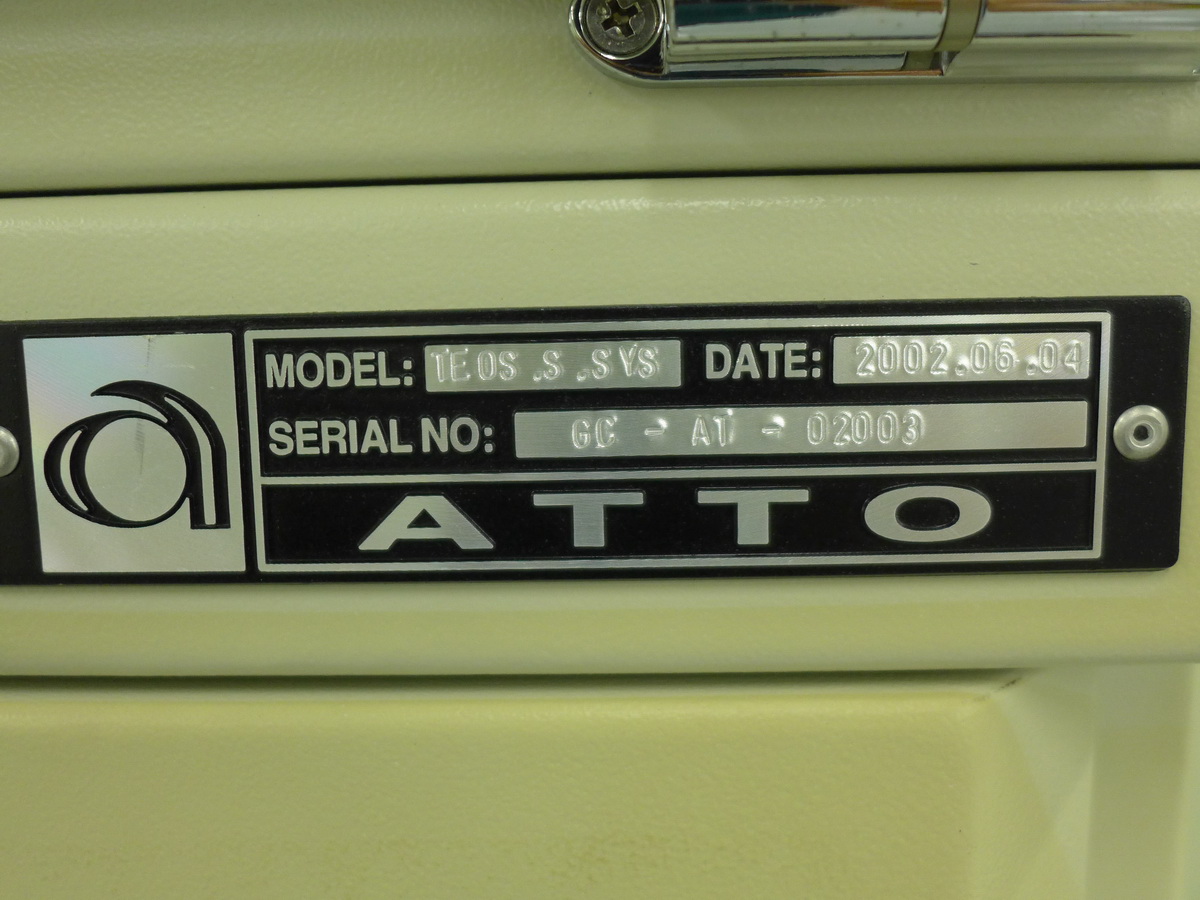 MODEL: TEOS.S.SYS DATE: 2002.06.04
SERIAL NO: GC-AT-02003
ATTO